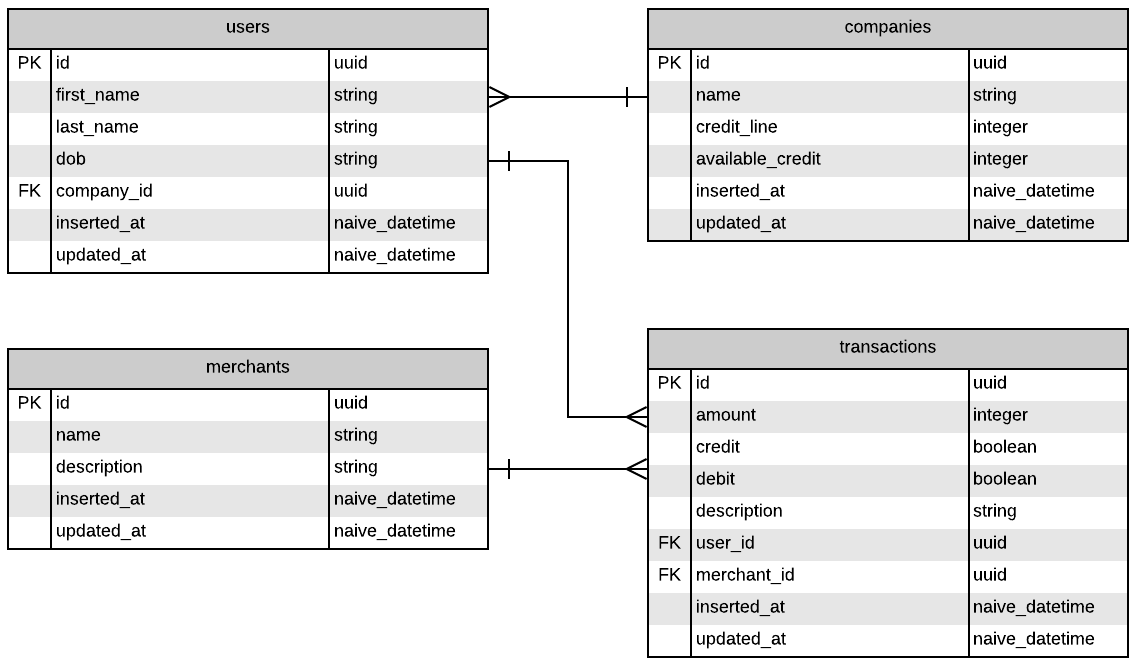 users
PK id uuid
first_name string
last_name string
dob string
FK company_id uuid
inserted_at naive_datetime
updated_at naive_datetime
companies
PK id uuid
name string
credit_line integer
available_credit integer
inserted_at naive_datetime
updated_at naive_datetime
merchants
PK id uuid
name string
description string
inserted_at naive_datetime
updated_at naive_datetime
transactions
PK id uuid
amount integer
credit boolean
debit boolean
description string
FK user_id uuid
FK merchant_id uuid
inserted_at naive_datetime
updated_at naive_datetime